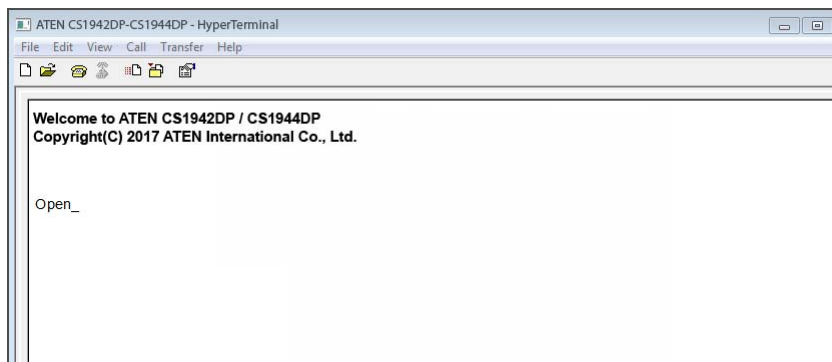 ATEN CS1942DP-CS1944DP - HyperTerminal
File Edit View Call Transfer Help
Welcome to ATEN CS1942DP / CS1944DP
Copyright(C) 2017 ATEN International Co., Ltd.
Open_